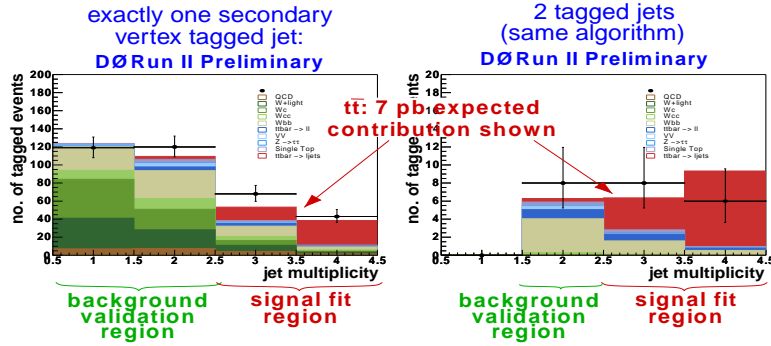 exactly one secondary
vertex tagged jet:
DØ Run II Preliminary
no. of tagged events
200
180
160
140
120
100
80
60
40
20
0
0.5 1 1.5 2 2.5 3 3.5 4 4.5
jet multiplicity
QCD
W+light
Wc
Wcc
Wbb
ttbar -> ll
VV
Z ->ττ
Single Top
ttbar -> ljets
background
validation
region
signal fit
region
tt̄: 7 pb expected
contribution shown
2 tagged jets
(same algorithm)
DØ Run II Preliminary
no. of tagged events
20
18
16
14
12
10
8
6
4
2
0
0.5 1 1.5 2 2.5 3 3.5 4 4.5
jet multiplicity
QCD
W+light
Wc
Wcc
Wbb
ttbar -> ll
VV
Z ->ττ
Single Top
ttbar -> ljets
background
validation
region
signal fit
region